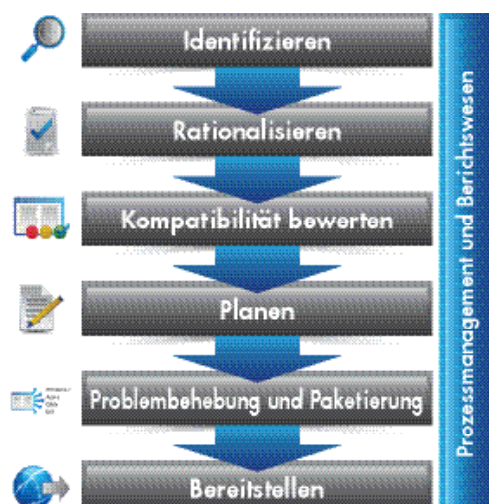 Identifizieren
Rationalisieren
Kompatibilität bewerten
Planen
Problembehebung und Paketierung
Bereitstellen
Prozessmanagement und Berichtswesen